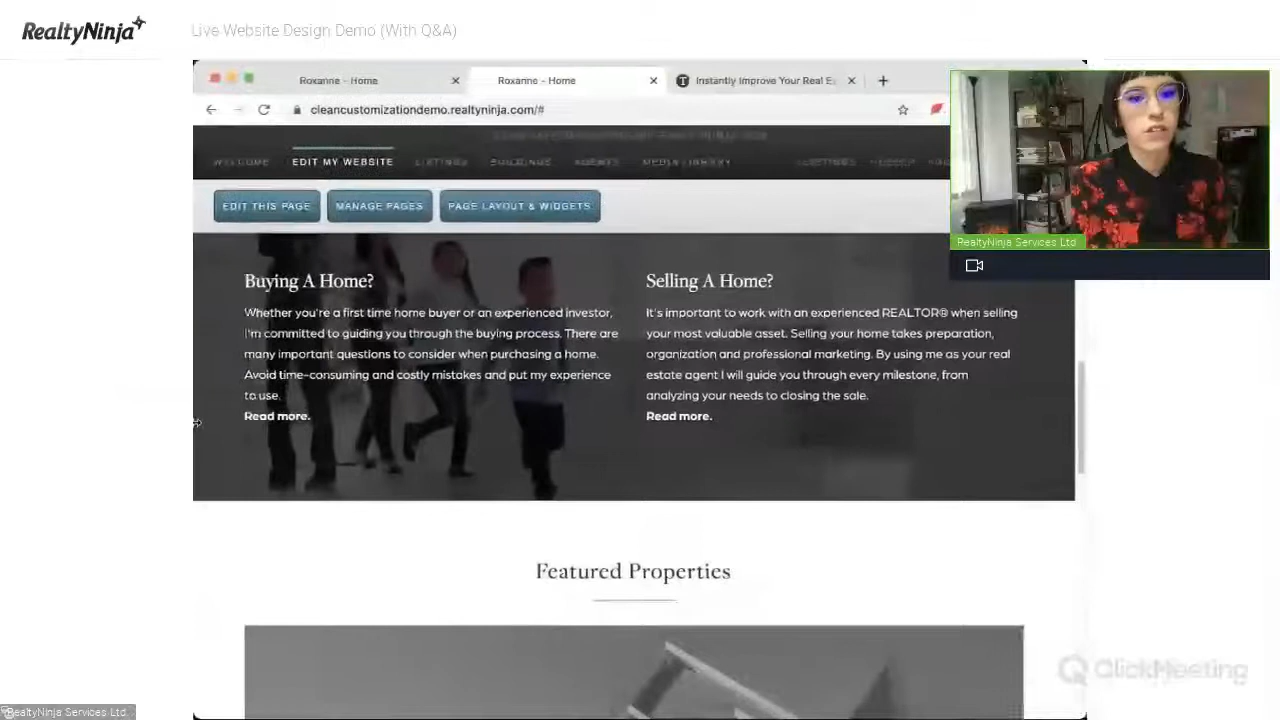 RealtyNinja
Live Website Design Demo (With Q&A)
Roxanne - Home
Roxanne - Home
Instantly Improve Your Real E
cleancustomizationdemo.realtyninja.com/#
WELCOME EDIT MY WEBSITE LISTINGS BUILDINGS AGENTS MEDIA LIBRARY
EDIT THIS PAGE MANAGE PAGES PAGE LAYOUT & WIDGETS
RealtyNinja Services Ltd.
Buying A Home?
Whether you're a first time home buyer or an experienced investor,
I'm committed to guiding you through the buying process. There are
many important questions to consider when purchasing a home.
Avoid time-consuming and costly mistakes and put my experience
to use.
Read more.
Selling A Home?
It's important to work with an experienced REALTOR® when selling
your most valuable asset. Selling your home takes preparation,
organization and professional marketing. By using me as your real
estate agent I will guide you through every milestone, from
analyzing your needs to closing the sale.
Read more.
Featured Properties
ClickMeeting
RealtyNinja Services Ltd.